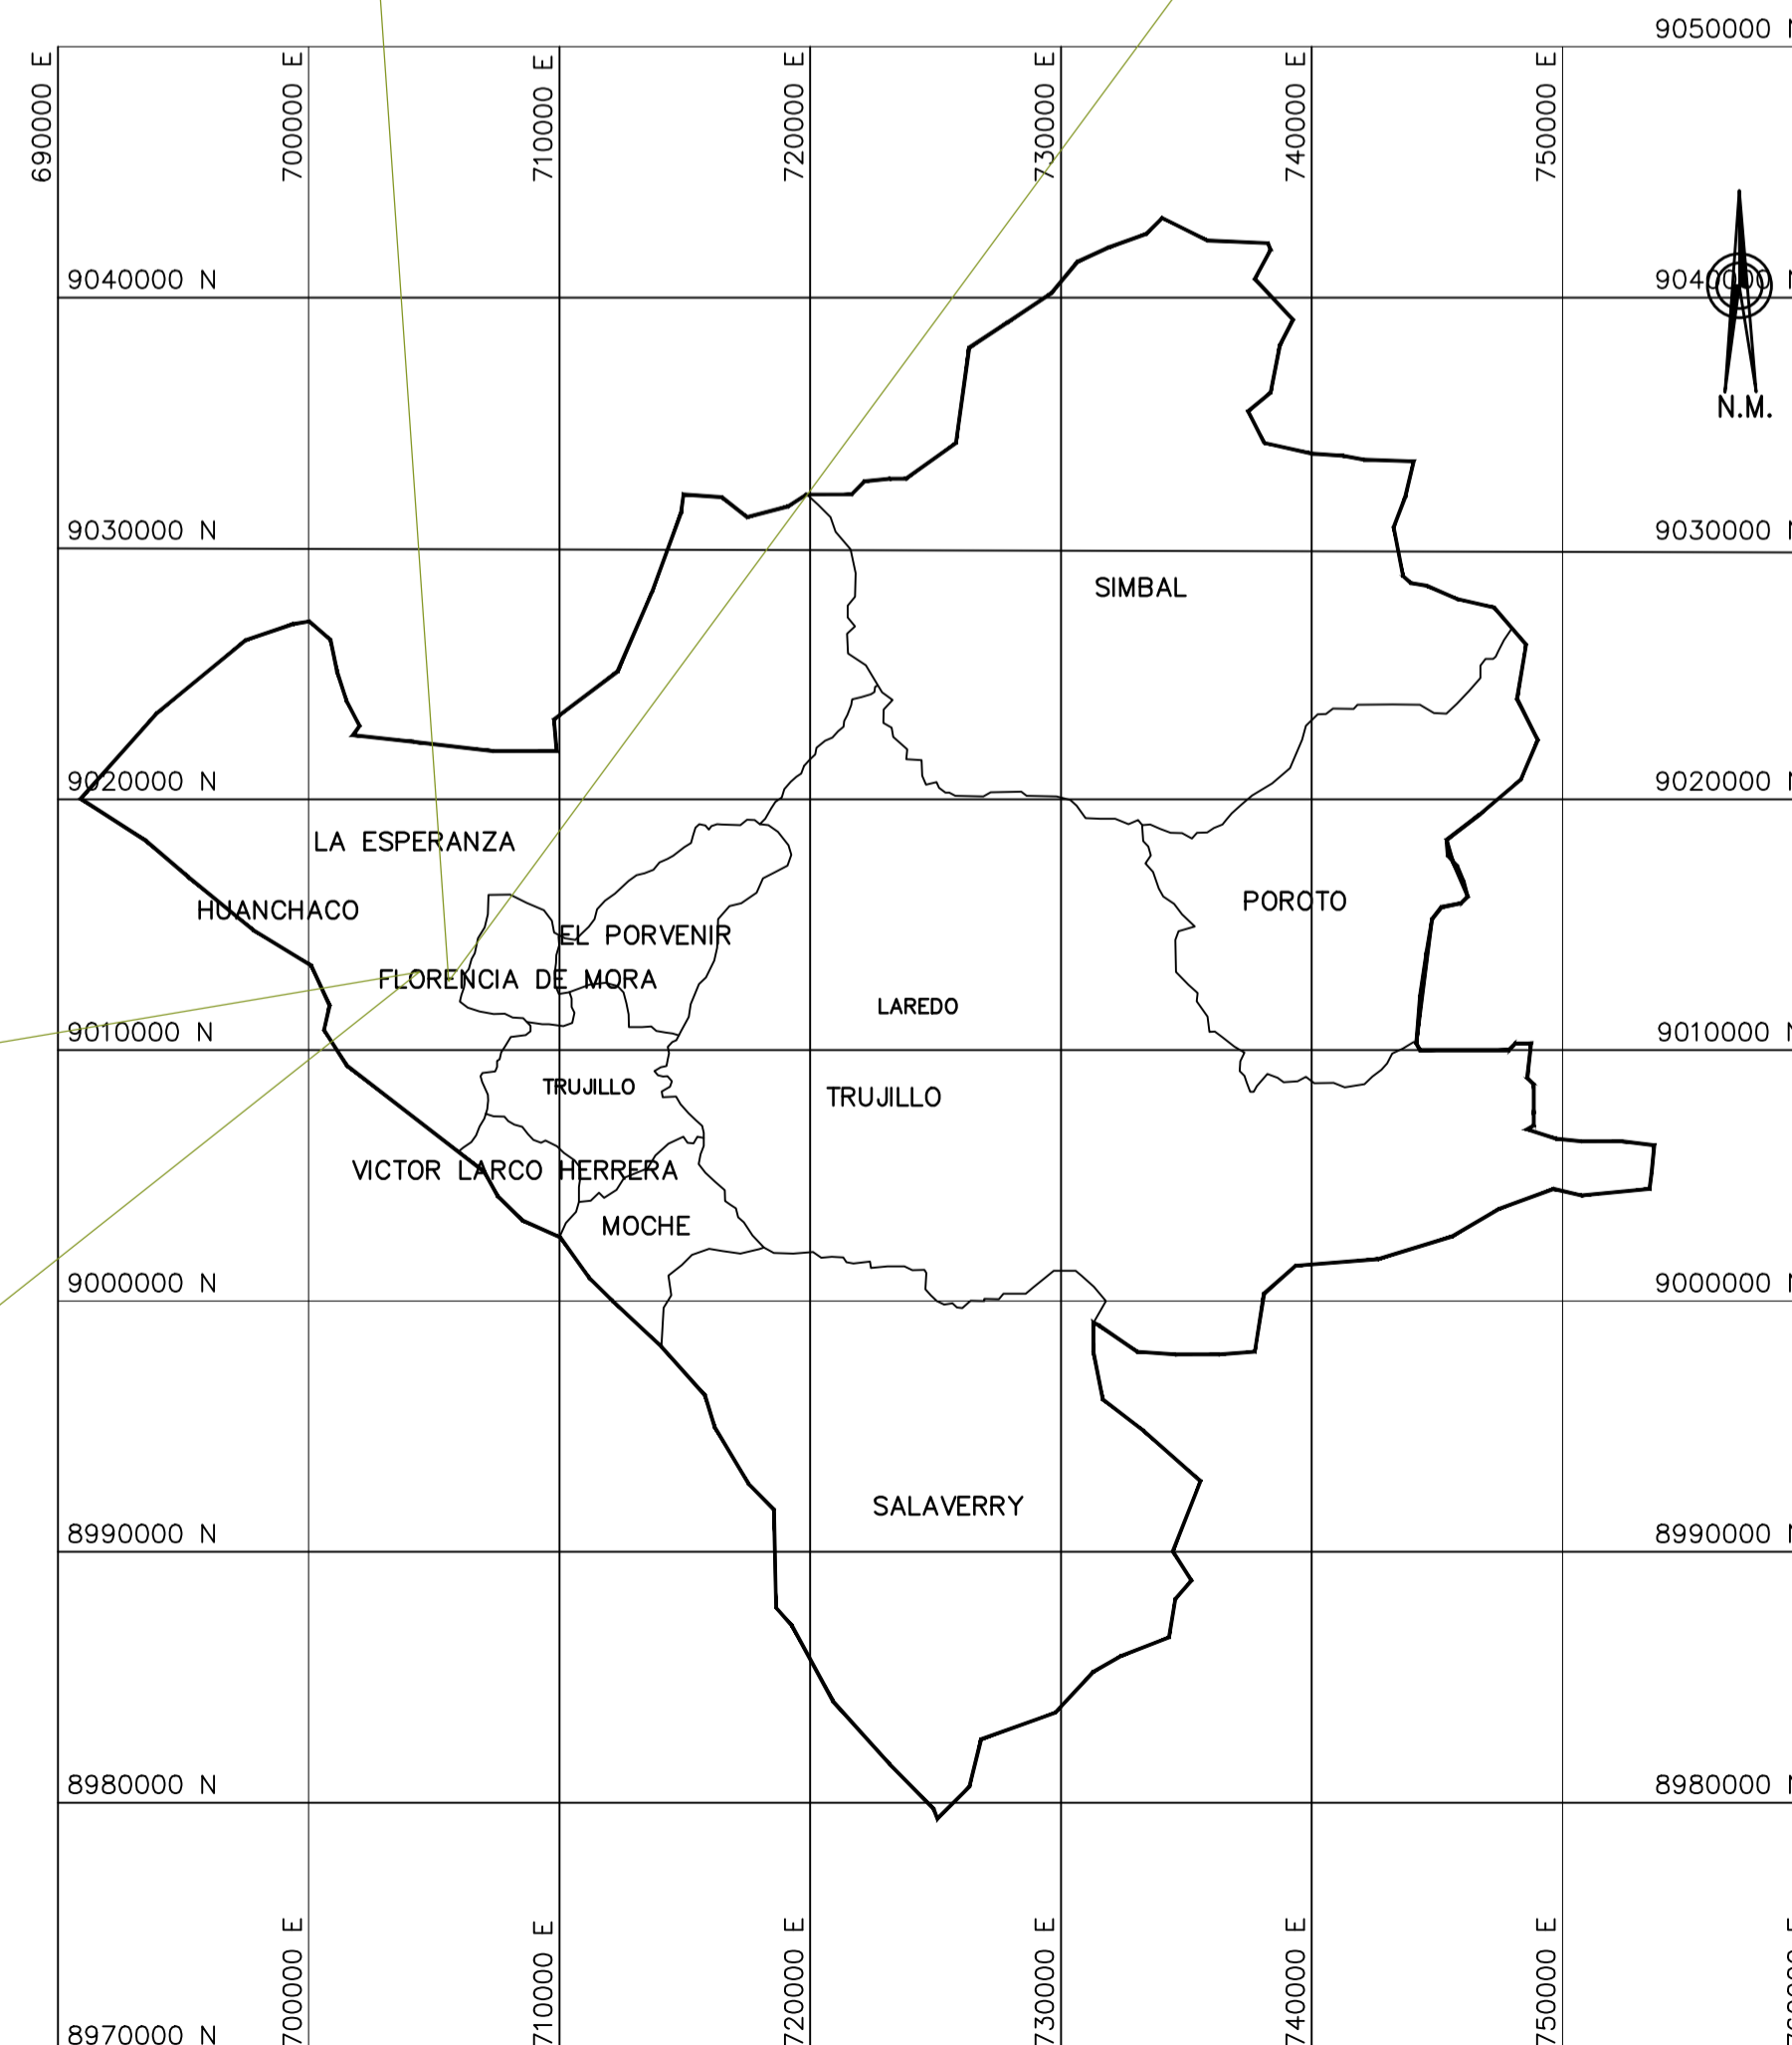 9050000 N
690000 E
700000 E
710000 E
720000 E
730000 E
740000 E
750000 E
9040000 N
9040000 N
N.M.
9030000 N
9030000 N
SIMBAL
9020000 N
9020000 N
LA ESPERANZA
HUANCHACO
POROTO
EL PORVENIR
FLORENCIA DE MORA
LAREDO
9010000 N
9010000 N
TRUJILLO
TRUJILLO
VICTOR LARCO HERRERA
MOCHE
9000000 N
9000000 N
SALAVERRY
8990000 N
8990000 N
8980000 N
8980000 N
700000 E
710000 E
720000 E
730000 E
740000 E
750000 E
8970000 N